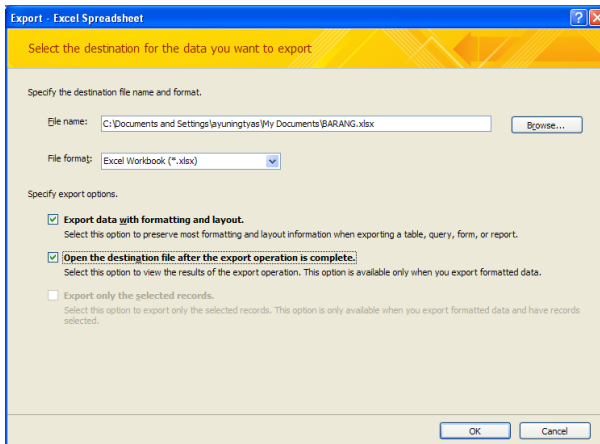 Export - Excel Spreadsheet
Select the destination for the data you want to export
Specify the destination file name and format.
File name: C:\Documents and Settings\ayuningtyas\My Documents\BARANG.xlsx Browse...
File format: Excel Workbook (*.xlsx)
Specify export options.
Export data with formatting and layout.
Select this option to preserve most formatting and layout information when exporting a table, query, form, or report.
Open the destination file after the export operation is complete.
Select this option to view the results of the export operation. This option is available only when you export formatted data.
Export only the selected records.
Select this option to export only the selected records. This option is only available when you export formatted data and have records
selected.
OK Cancel